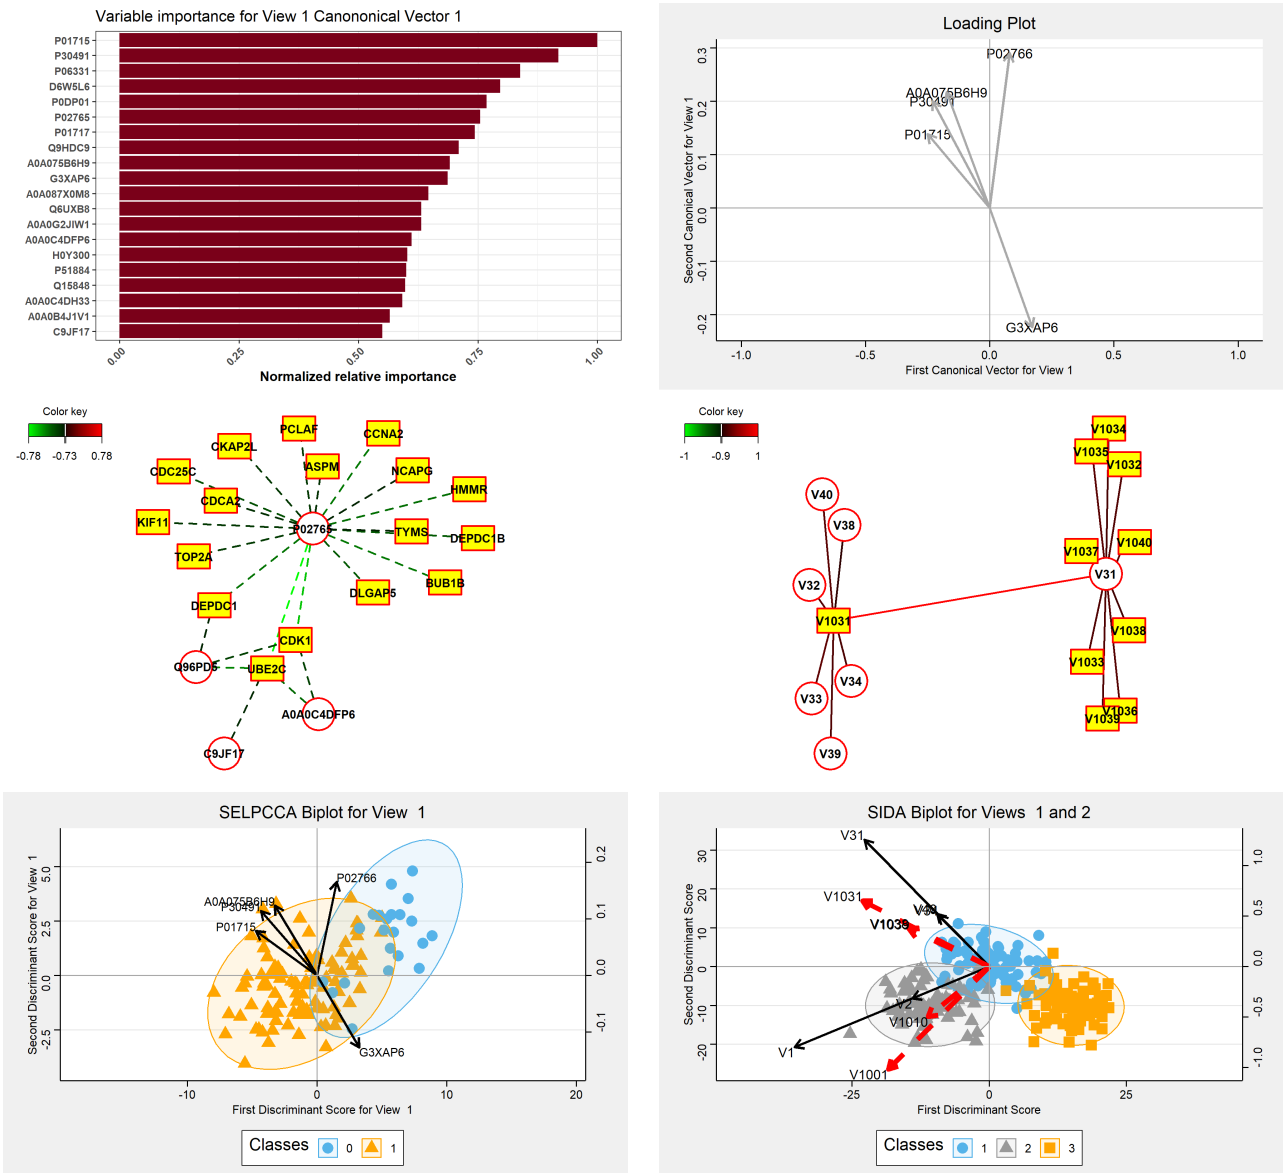 Variable importance for View 1 Canononical Vector 1
P01715
P30491
P06331
D6W5L6
P0DP01
P02765
P01717
Q9HDC9
A0A075B6H9
G3XAP6
A0A087X0M8
Q6UXB8
A0A0G2JIW1
A0A0C4DFP6
H0Y300
P51884
Q15848
A0A0C4DH33
A0A0B4J1V1
C9JF17
0.00 0.25 0.50 0.75 1.00
Normalized relative importance
Loading Plot
Second Canonical Vector for View 1
0.3
0.2
0.1
0.0
-0.1
-0.2
P02766
A0A075B6H9
P30491
P01715
G3XAP6
-1.0 -0.5 0.0 0.5 1.0
First Canonical Vector for View 1
Color key
-0.78 -0.73 0.78
PCLAF
CCNA2
CKAP2L
ASPM
NCAPG
CDC25C
HMMR
CDCA2
KIF11
P02765
TYMS
DEPDC1B
TOP2A
BUB1B
DLGAP5
DEPDC1
CDK1
Q96PD5
UBE2C
A0A0C4DFP6
C9JF17
Color key
-1 -0.9 1
V1034
V1035
V1032
V40
V38
V1040
V1037
V31
V32
V1031
V1038
V1033
V34
V33
V1036
V1039
V39
SELPCCA Biplot for View 1
Second Discriminant Score for View 1
5.0
2.5
0.0
-2.5
0.2
0.1
0.0
-0.1
P02766
A0A075B6H9
P30491
P01715
G3XAP6
-10 0 10 20
First Discriminant Score for View 1
Classes 0 1
SIDA Biplot for Views 1 and 2
Second Discriminant Score
30
20
10
0
-10
-20
1.0
0.5
0.0
-0.5
-1.0
V31
V1031
V1039
V2
V1010
V1
V1001
-25 0 25
First Discriminant Score
Classes 1 2 3